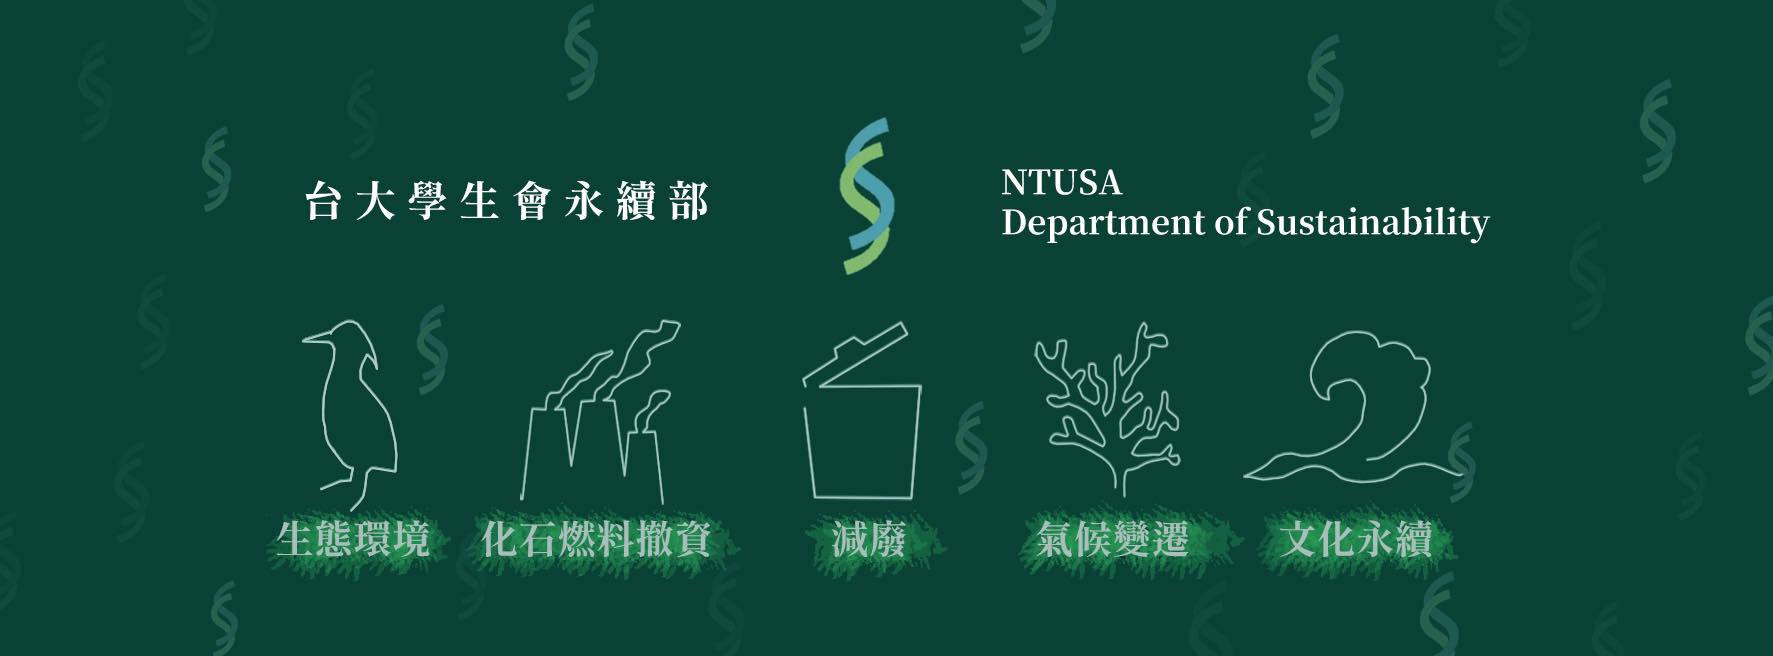 台大學生會永續部
NTUSA
Department of Sustainability
生態環境
化石燃料撤資
減廢
氣候變遷
文化永續